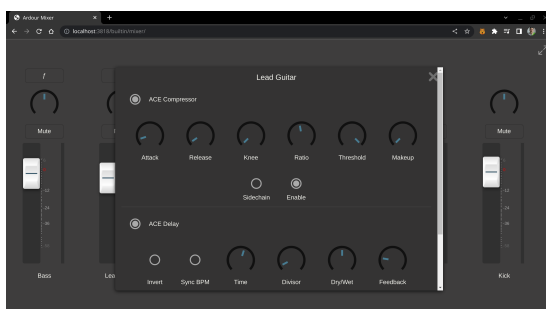 Ardour Mixer
localhost:3818/builtin/mixer/
Lead Guitar
ACE Compressor
Mute
Mute
Attack
Release
Knee
Ratio
Threshold
Makeup
Sidechain
Enable
ACE Delay
Invert
Sync BPM
Time
Divisor
Dry/Wet
Feedback
Bass
Lea
Kick